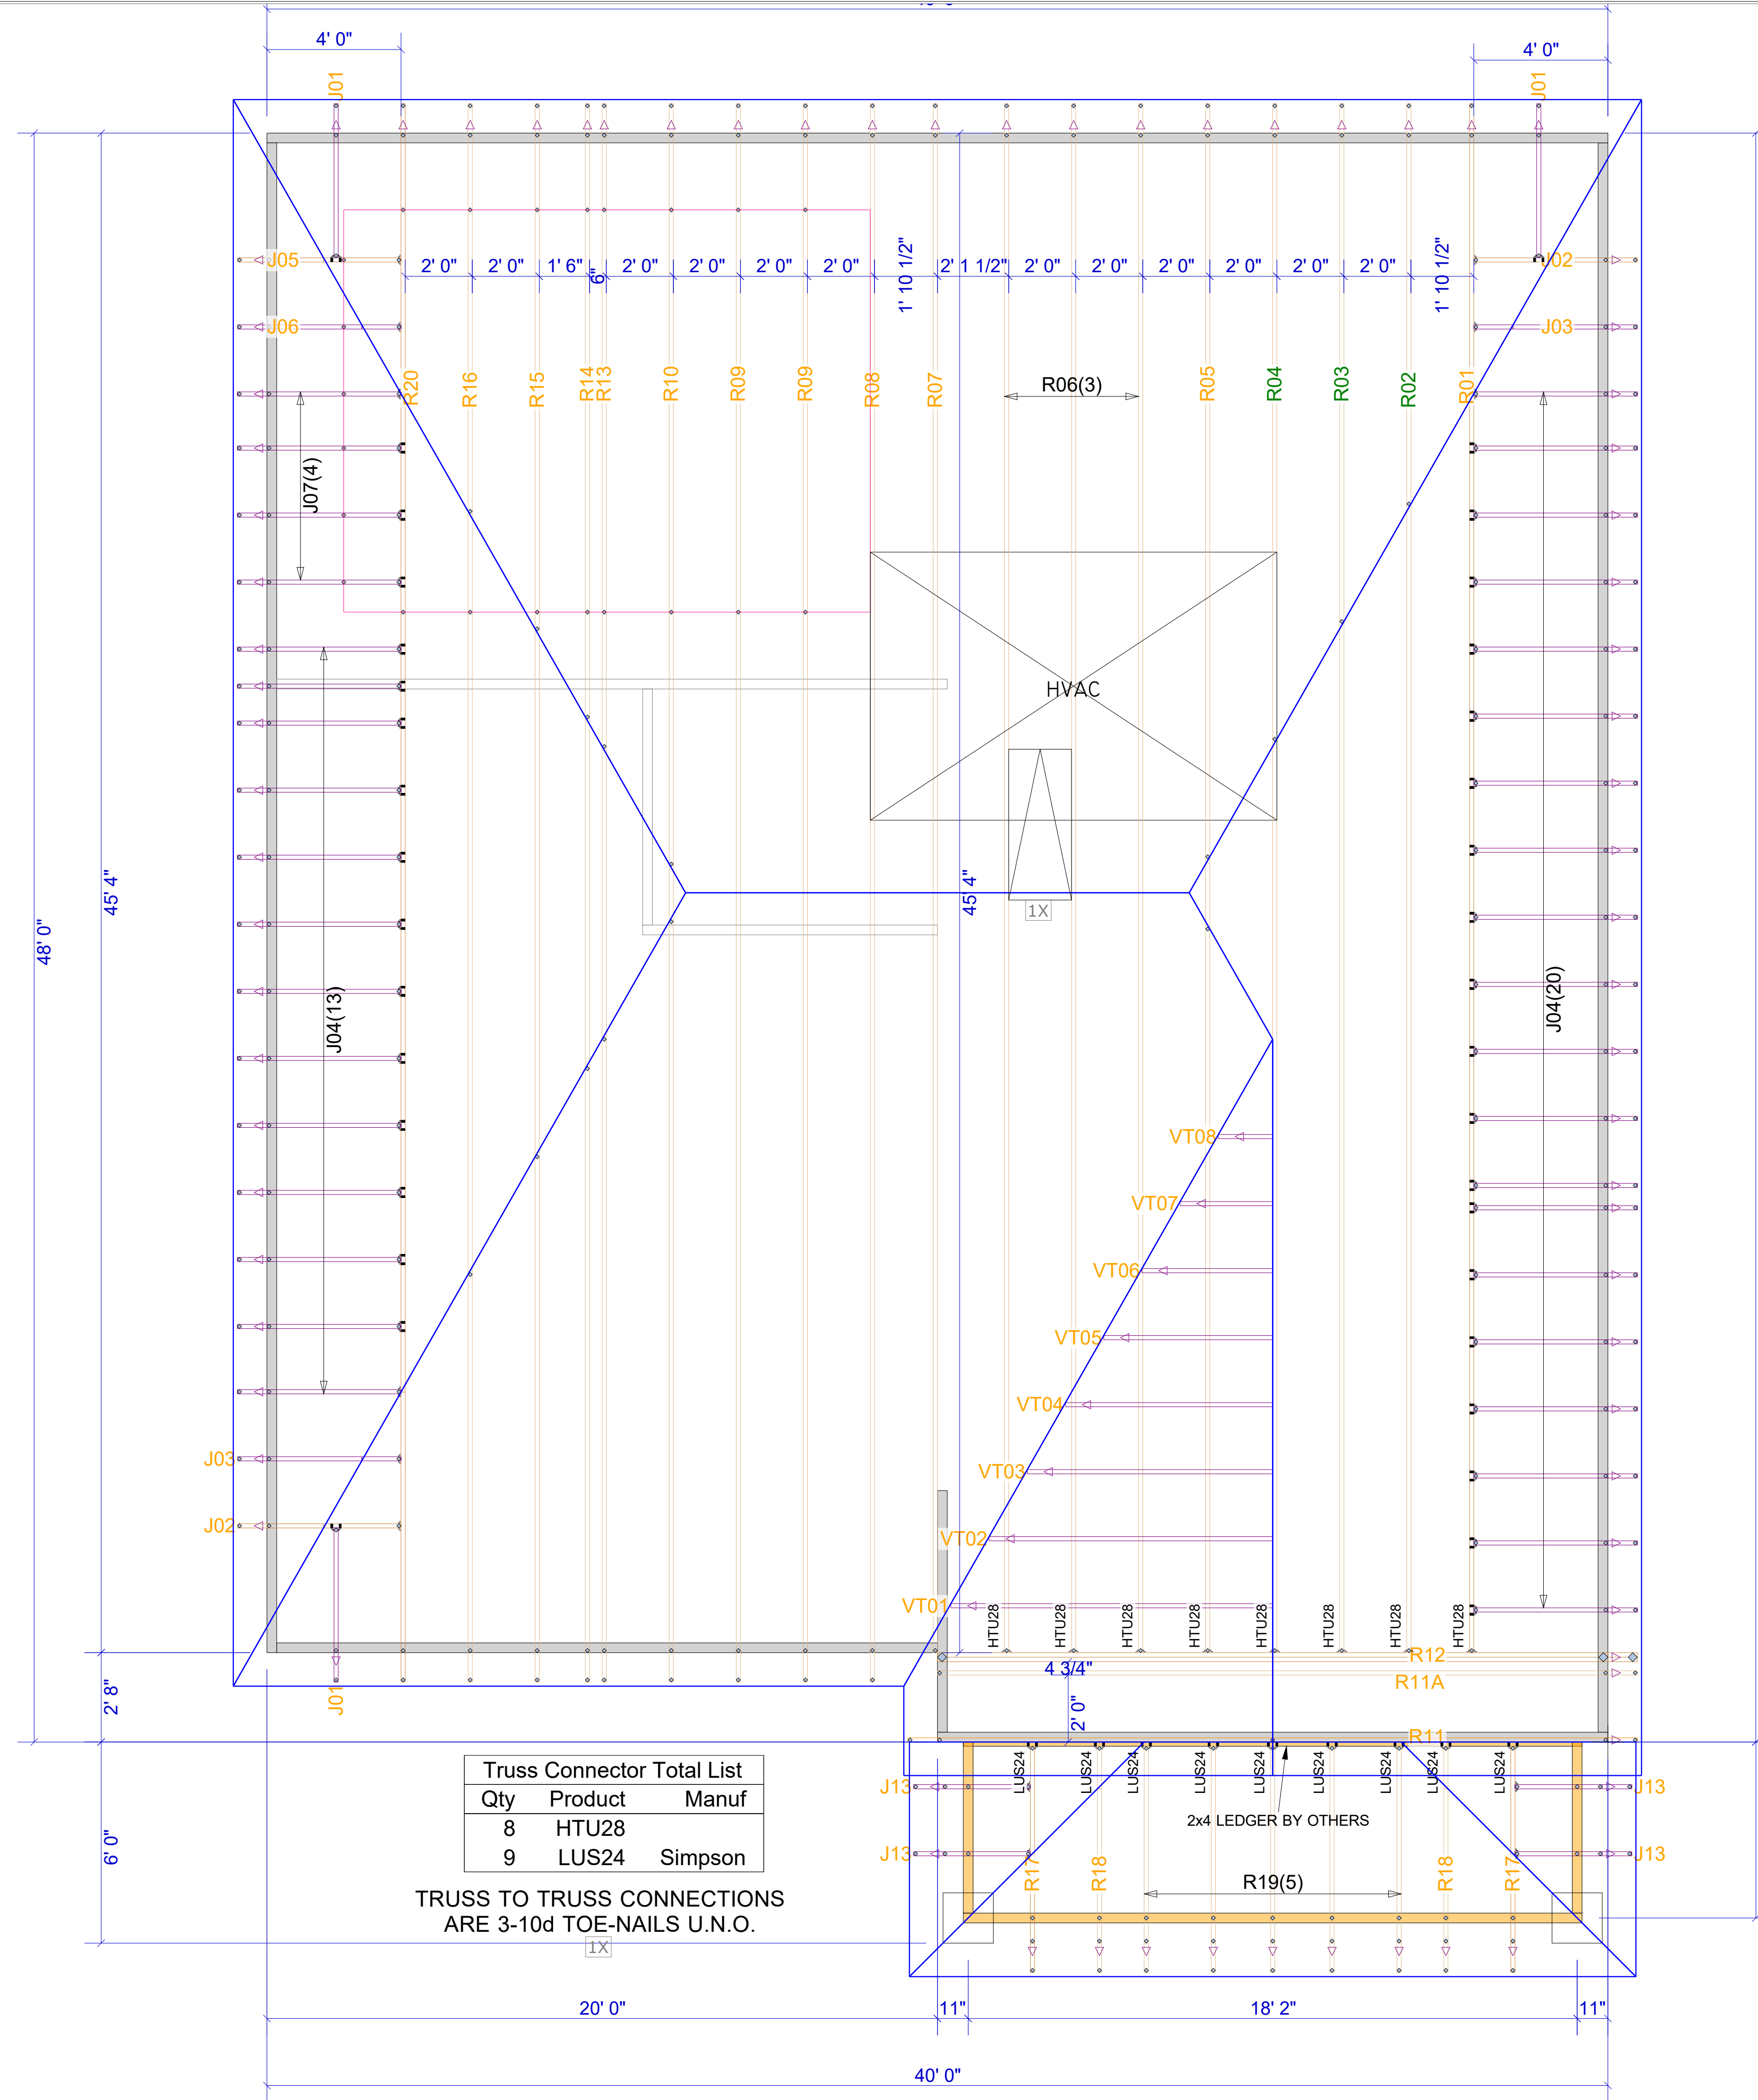 4' 0"
4' 0"
J01
J01
J05
J02
2' 0"
2' 0"
1' 6"
6"
2' 0"
2' 0"
2' 0"
2' 0"
1' 10 1/2"
2' 1 1/2"
2' 0"
2' 0"
2' 0"
2' 0"
2' 0"
2' 0"
1' 10 1/2"
J06
J03
R20
R16
R15
R14
R13
R10
R09
R09
R08
R07
R06(3)
R05
R04
R03
R02
R01
J07(4)
HVAC
1X
45' 4"
45' 4"
48' 0"
J04(13)
J04(20)
VT08
VT07
VT06
VT05
VT04
VT03
VT02
VT01
J03
J02
J01
HTU28
HTU28
HTU28
HTU28
HTU28
HTU28
HTU28
HTU28
R12
4 3/4"
R11A
2' 0"
R11
2' 8"
6' 0"
LUS24
LUS24
LUS24
LUS24
LUS24
LUS24
LUS24
LUS24
LUS24
J13
J13
J13
J13
2x4 LEDGER BY OTHERS
R17
R18
R19(5)
R18
R17
Truss Connector Total List
Qty Product Manuf
8 HTU28
9 LUS24 Simpson
TRUSS TO TRUSS CONNECTIONS
ARE 3-10d TOE-NAILS U.N.O.
1X
20' 0"
11"
18' 2"
11"
40' 0"